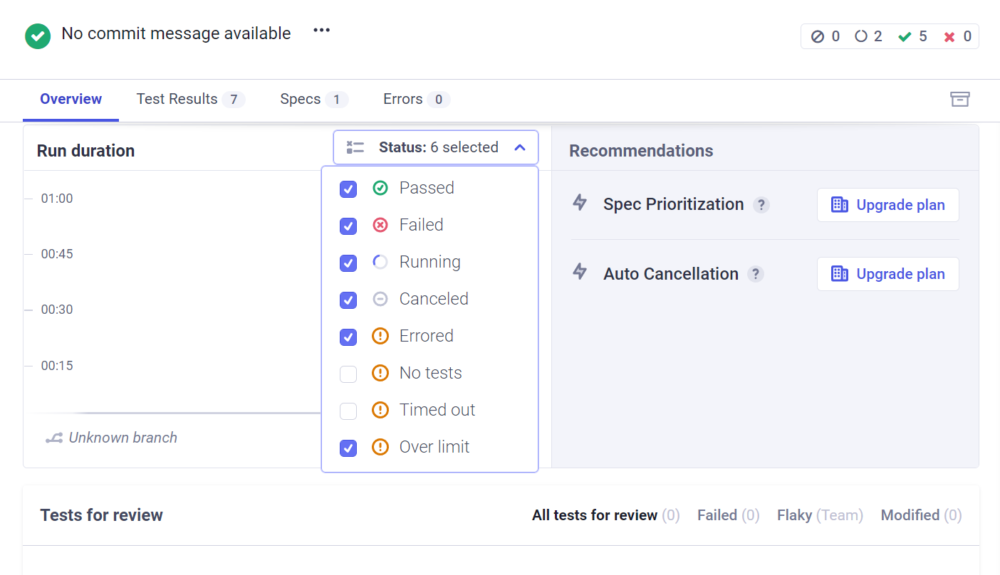 No commit message available
0 2 5 0
Overview Test Results 7 Specs 1 Errors 0
Run duration
Status: 6 selected
01:00
00:45
00:30
00:15
Unknown branch
Passed
Failed
Running
Canceled
Errored
No tests
Timed out
Over limit
Recommendations
Spec Prioritization ? Upgrade plan
Auto Cancellation ? Upgrade plan
Tests for review
All tests for review (0) Failed (0) Flaky (Team) Modified (0)